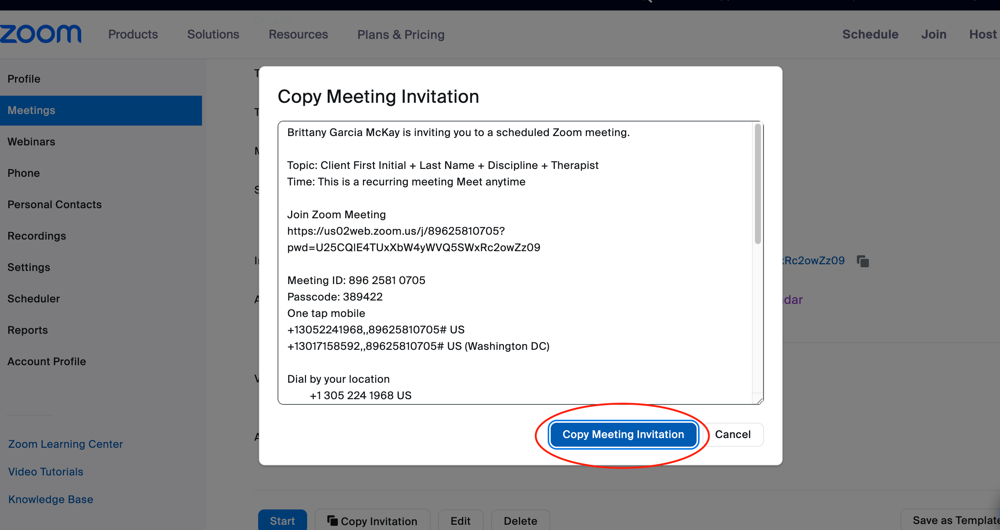 zoom
Products
Solutions
Resources
Plans & Pricing
Schedule
Join
Host
Profile
Meetings
Webinars
Phone
Personal Contacts
Recordings
Settings
Scheduler
Reports
Account Profile
Zoom Learning Center
Video Tutorials
Knowledge Base
Copy Meeting Invitation
Brittany Garcia McKay is inviting you to a scheduled Zoom meeting.
Topic: Client First Initial + Last Name + Discipline + Therapist
Time: This is a recurring meeting Meet anytime
Join Zoom Meeting
https://us02web.zoom.us/j/89625810705?
pwd=U25CQlE4TUxXbW4yWVQ5SWxRc2owZz09
Meeting ID: 896 2581 0705
Passcode: 389422
One tap mobile
+13052241968,,89625810705# US
+13017158592,,89625810705# US (Washington DC)
Dial by your location
+1 305 224 1968 US
Copy Meeting Invitation
Cancel
xRc2owZz09
dar
Start
Copy Invitation
Edit
Delete
Save as Template